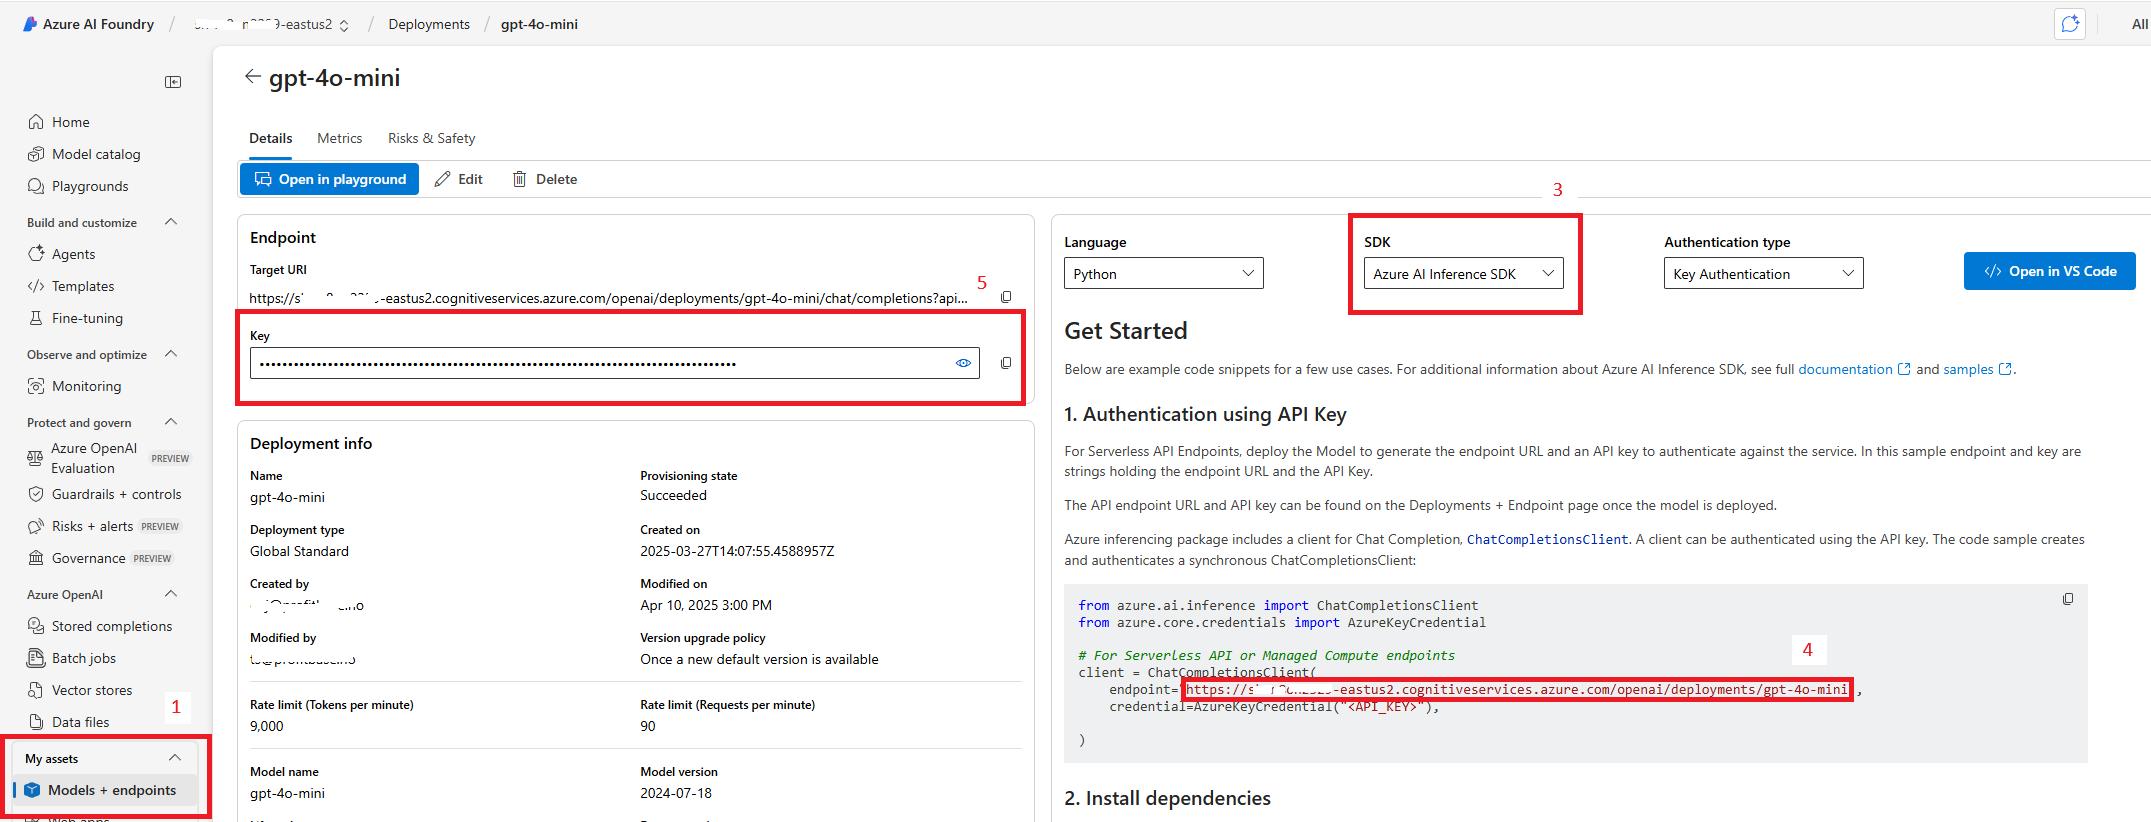 Azure AI Foundry / -eastus2 / Deployments / gpt-4o-mini
All
gpt-4o-mini
Home
Model catalog
Playgrounds
Build and customize
Agents
Templates
Fine-tuning
Observe and optimize
Monitoring
Protect and govern
Azure OpenAI
Evaluation
PREVIEW
Guardrails + controls
Risks + alerts PREVIEW
Governance PREVIEW
Azure OpenAI
Stored completions
Batch jobs
Vector stores
Data files
1
My assets
Models + endpoints
Details Metrics Risks & Safety
Open in playground Edit Delete
Endpoint
Target URI
5
https://s -eastus2.cognitiveservices.azure.com/openai/deployments/gpt-4o-mini/chat/completions?api...
Key
Deployment info
Name
gpt-4o-mini
Provisioning state
Succeeded
Deployment type
Global Standard
Created on
2025-03-27T14:07:55.4588957Z
Created by
Modified on
Apr 10, 2025 3:00 PM
Modified by
Version upgrade policy
Once a new default version is available
Rate limit (Tokens per minute)
9,000
Rate limit (Requests per minute)
90
Model name
gpt-4o-mini
Model version
2024-07-18
3
Language
Python
SDK
Azure AI Inference SDK
Authentication type
Key Authentication
</> Open in VS Code
Get Started
Below are example code snippets for a few use cases. For additional information about Azure AI Inference SDK, see full documentation and samples .
1. Authentication using API Key
For Serverless API Endpoints, deploy the Model to generate the endpoint URL and an API key to authenticate against the service. In this sample endpoint and key are
strings holding the endpoint URL and the API Key.
The API endpoint URL and API key can be found on the Deployments + Endpoint page once the model is deployed.
Azure inferencing package includes a client for Chat Completion, ChatCompletionsClient. A client can be authenticated using the API key. The code sample creates
and authenticates a synchronous ChatCompletionsClient:
from azure.ai.inference import ChatCompletionsClient
from azure.core.credentials import AzureKeyCredential
4
# For Serverless API or Managed Compute endpoints
client = ChatCompletionsClient(
endpoint="https://s -eastus2.cognitiveservices.azure.com/openai/deployments/gpt-4o-mini ,
credential=AzureKeyCredential("<API_KEY>"),
)
2. Install dependencies